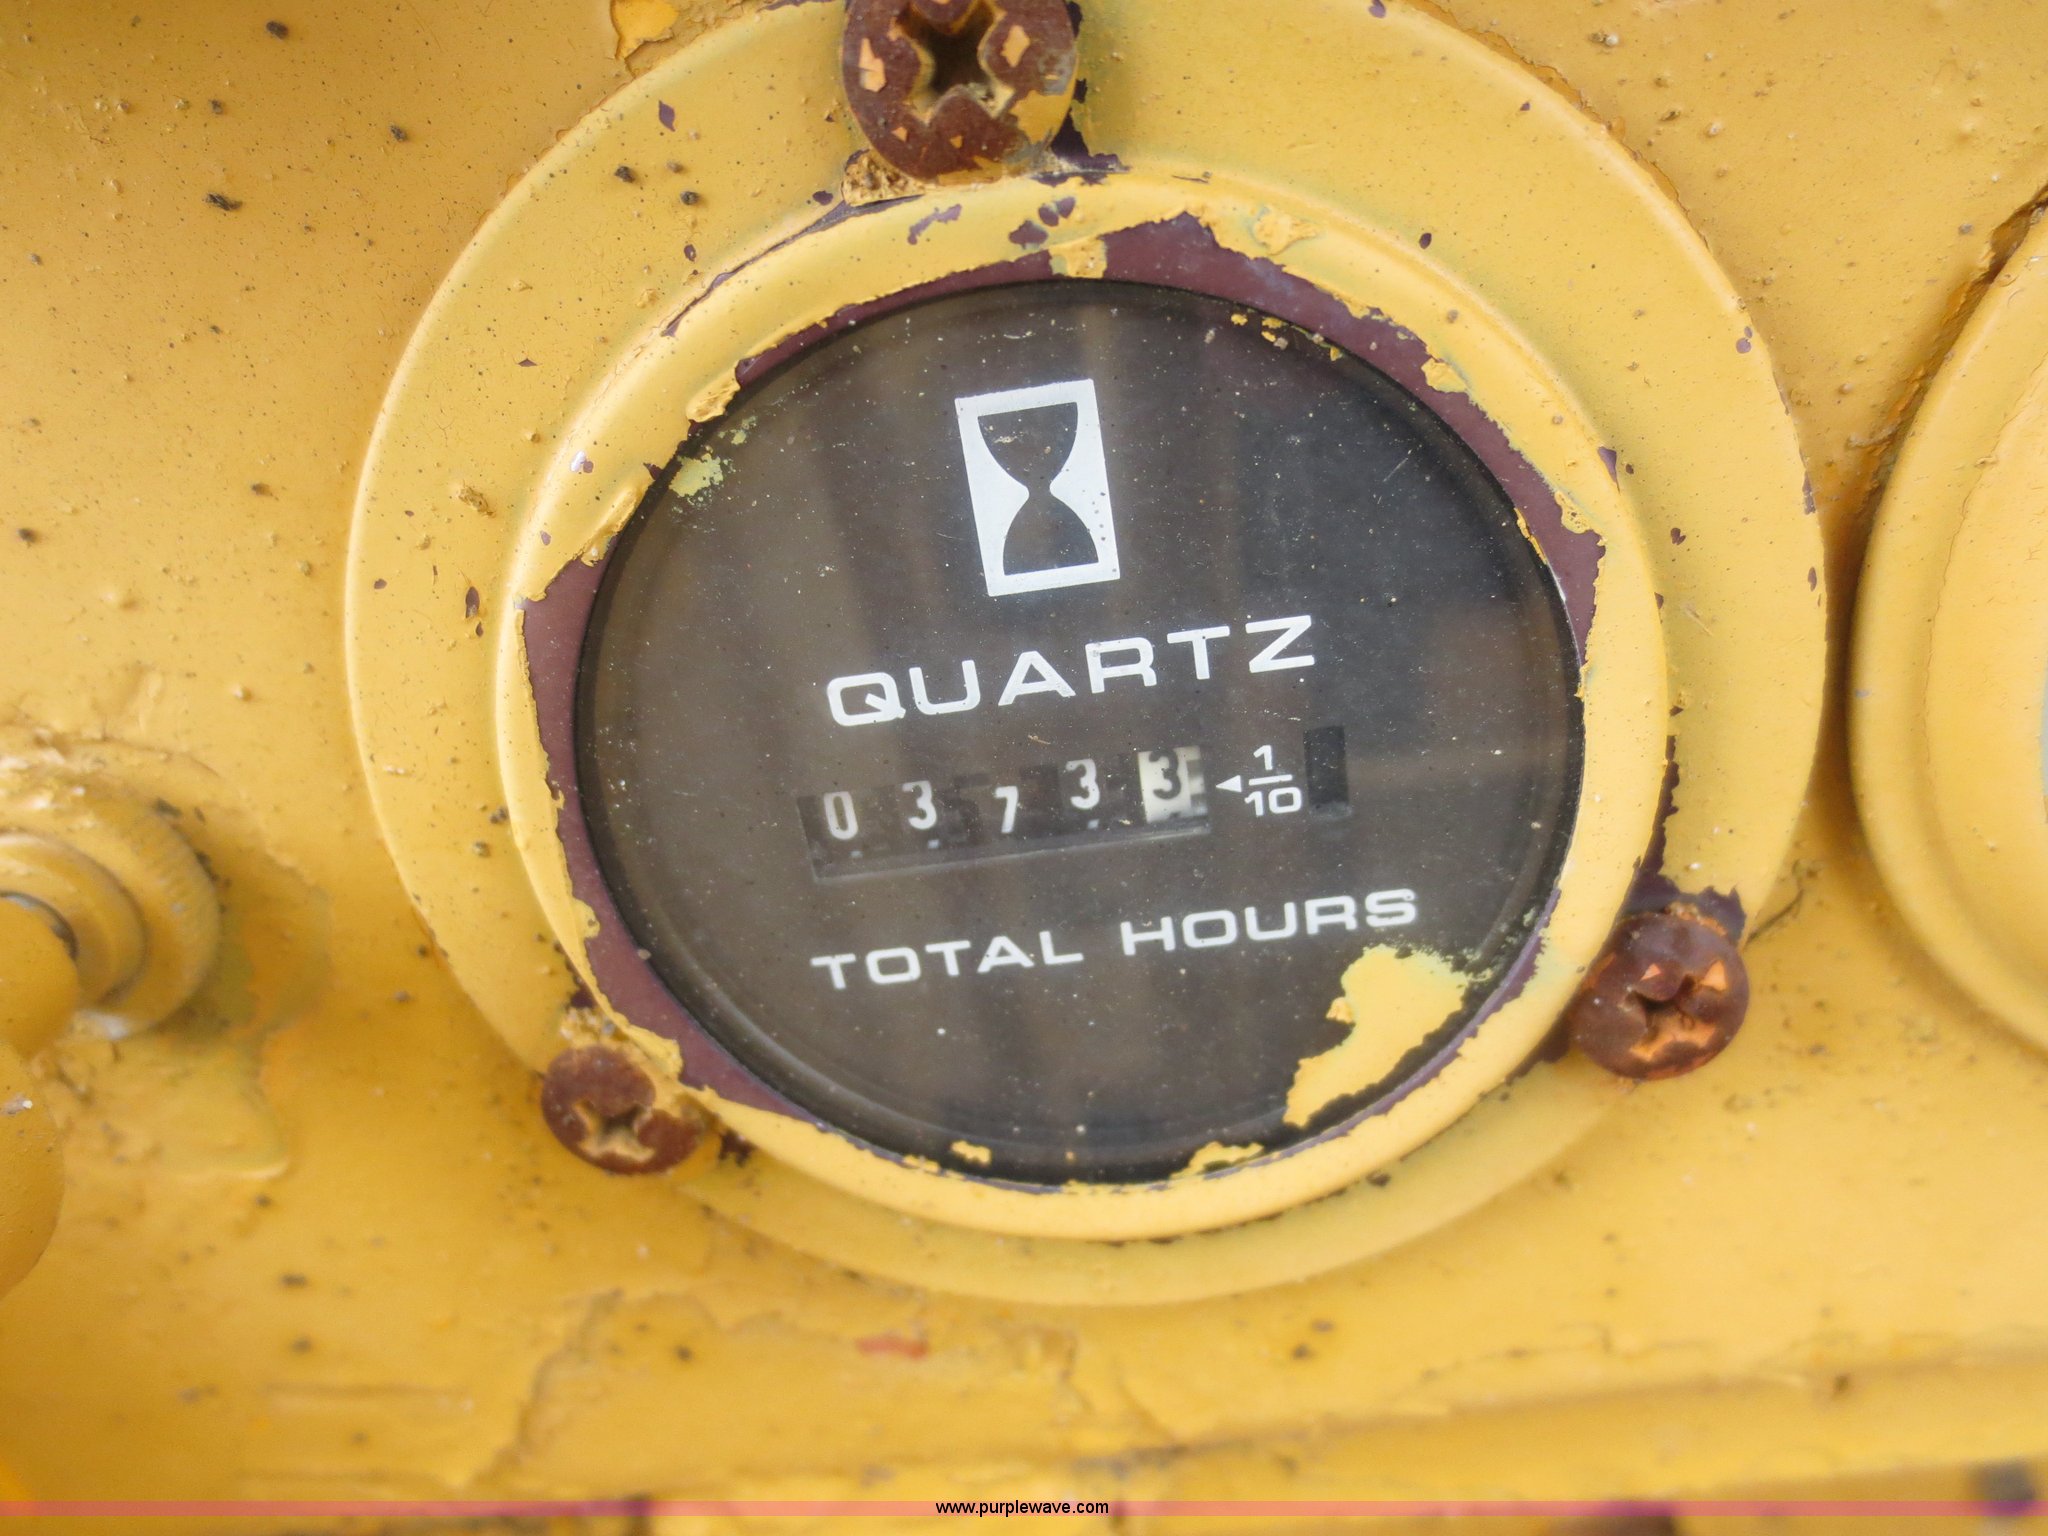 QUARTZ
0 3 7 3 3 ◄ 1/10
TOTAL HOURS
www.purplewave.com